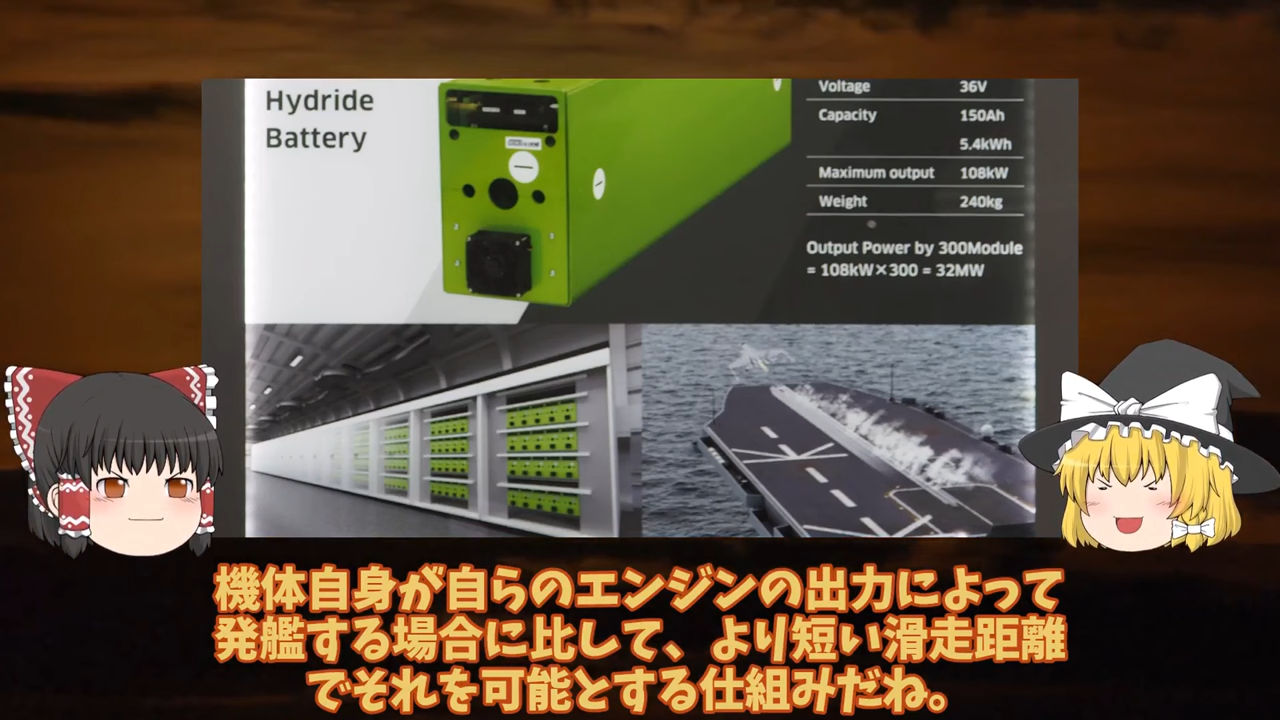 Hydride
Battery
Voltage 36V
Capacity 150Ah
5.4kWh
Maximum output 108kW
Weight 240kg
Output Power by 300Module
= 108kW×300 = 32MW
機体自身が自らのエンジンの出力によって
発艦する場合に比して、より短い滑走距離
でそれを可能とする仕組みだね。